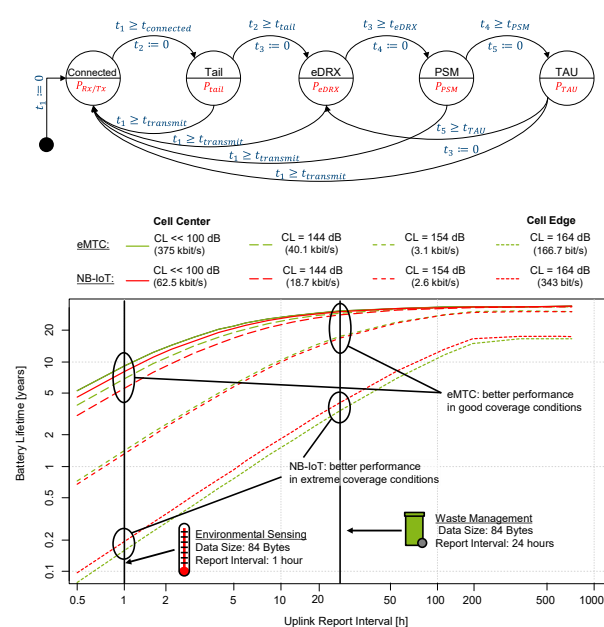 t₁ ≥ t_connected
t₂ ≔ 0
t₂ ≥ t_tail
t₃ ≔ 0
t₃ ≥ t_eDRX
t₄ ≔ 0
t₄ ≥ t_PSM
t₅ ≔ 0
t₁ ≔ 0
Connected
P_Rx/Tx
Tail
P_tail
eDRX
P_eDRX
PSM
P_PSM
TAU
P_TAU
t₁ ≥ t_transmit
t₁ ≥ t_transmit
t₁ ≥ t_transmit
t₁ ≥ t_transmit
t₅ ≥ t_TAU
t₃ ≔ 0
Cell Center
Cell Edge
eMTC:
CL << 100 dB
(375 kbit/s)
CL = 144 dB
(40.1 kbit/s)
CL = 154 dB
(3.1 kbit/s)
CL = 164 dB
(166.7 bit/s)
NB-IoT:
CL << 100 dB
(62.5 kbit/s)
CL = 144 dB
(18.7 kbit/s)
CL = 154 dB
(2.6 kbit/s)
CL = 164 dB
(343 bit/s)
Battery Lifetime [years]
20
10
5
2
1
0.5
0.2
0.1
eMTC: better performance
in good coverage conditions
NB-IoT: better performance
in extreme coverage conditions
Environmental Sensing
Data Size: 84 Bytes
Report Interval: 1 hour
Waste Management
Data Size: 84 Bytes
Report Interval: 24 hours
0.5
1
2
5
10
20
50
100
200
500
1000
Uplink Report Interval [h]